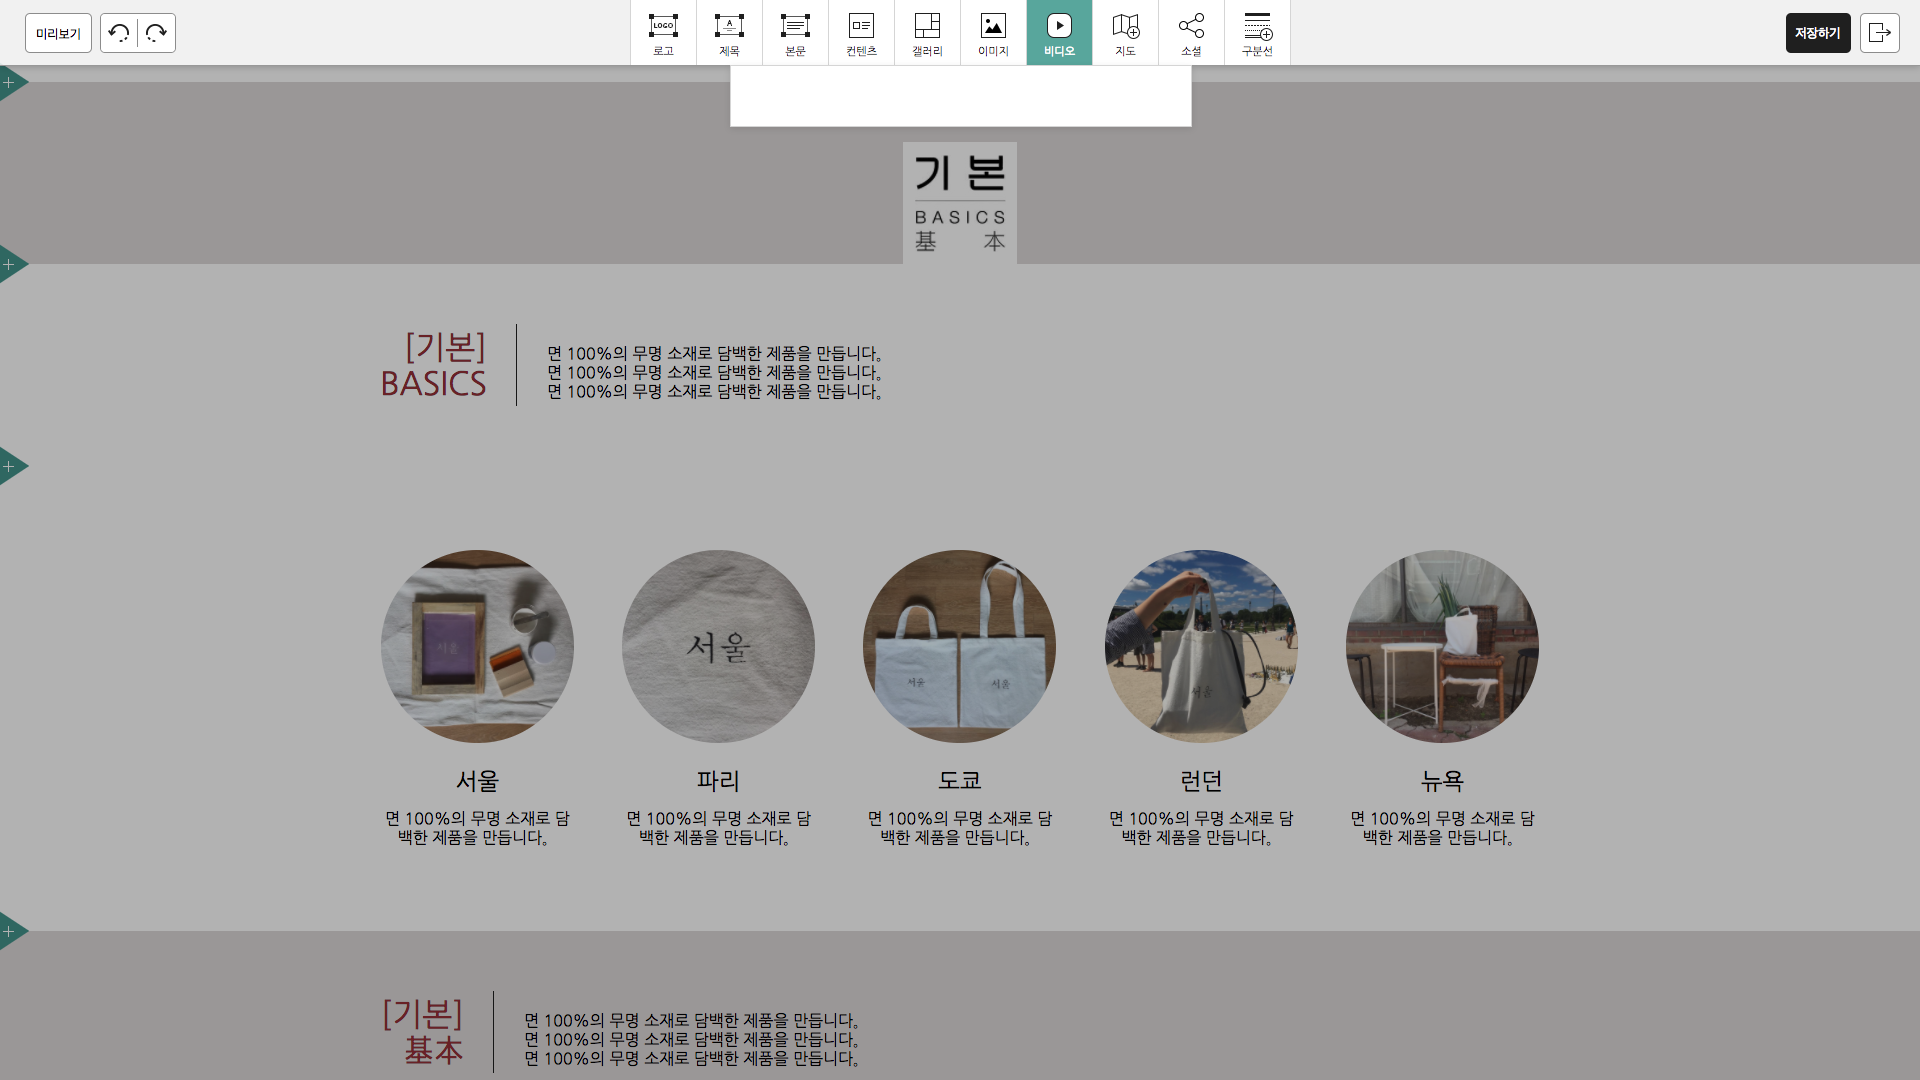 미리보기
LOGO
로고
A
제목
본문
컨텐츠
갤러리
이미지
비디오
지도
소셜
구분선
저장하기
기 본
BASICS
基 本
[기본]
BASICS
면 100%의 무명 소재로 담백한 제품을 만듭니다.
면 100%의 무명 소재로 담백한 제품을 만듭니다.
면 100%의 무명 소재로 담백한 제품을 만듭니다.
서울
서울
서울
서울
서울
서울
면 100%의 무명 소재로 담
백한 제품을 만듭니다.
파리
면 100%의 무명 소재로 담
백한 제품을 만듭니다.
도쿄
면 100%의 무명 소재로 담
백한 제품을 만듭니다.
런던
면 100%의 무명 소재로 담
백한 제품을 만듭니다.
뉴욕
면 100%의 무명 소재로 담
백한 제품을 만듭니다.
[기본]
基本
면 100%의 무명 소재로 담백한 제품을 만듭니다.
면 100%의 무명 소재로 담백한 제품을 만듭니다.
면 100%의 무명 소재로 담백한 제품을 만듭니다.